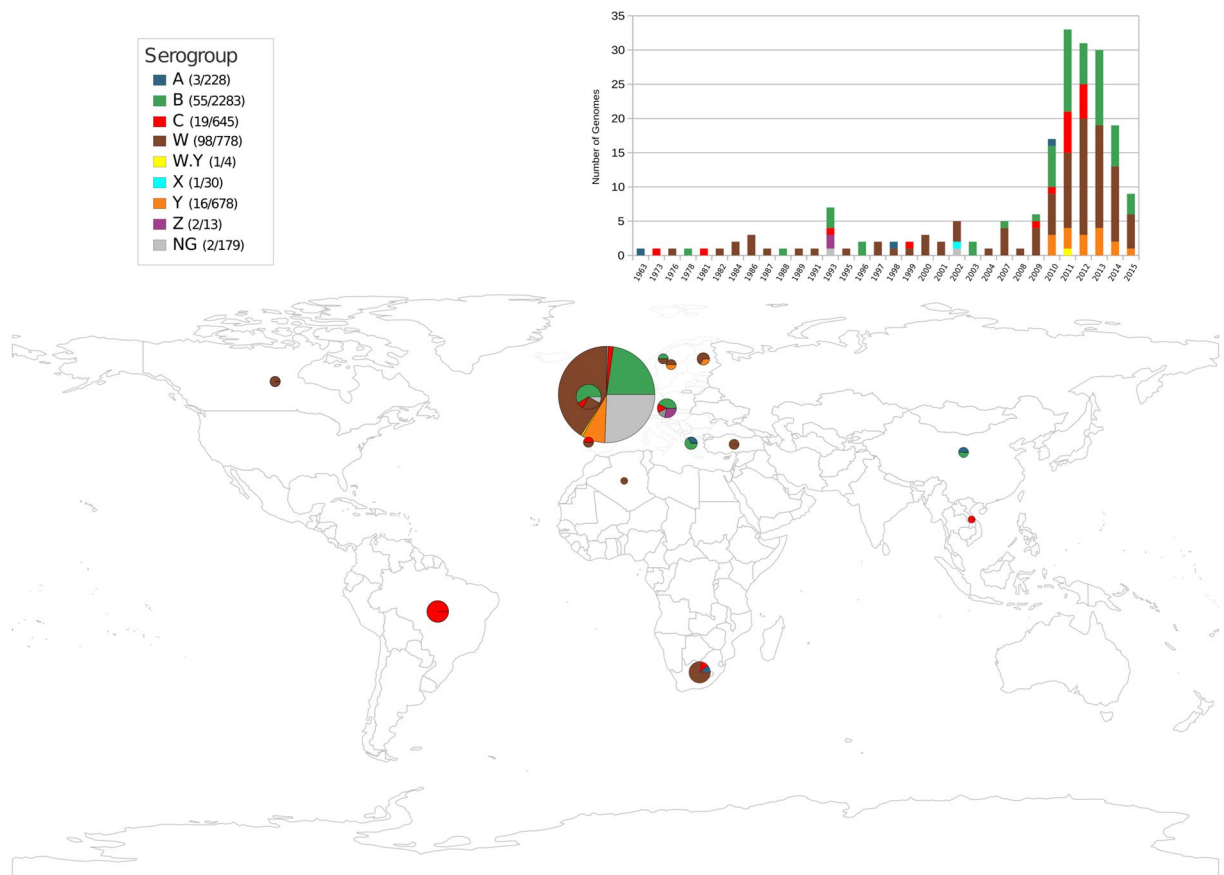 Serogroup
A (3/228)
B (55/2283)
C (19/645)
W (98/778)
W.Y (1/4)
X (1/30)
Y (16/678)
Z (2/13)
NG (2/179)
Number of Genomes
35
30
25
20
15
10
5
0
1963 1973 1976 1978 1981 1982 1984 1986 1987 1988 1989 1991 1993 1995 1996 1997 1998 1999 2000 2001 2002 2003 2004 2007 2008 2009 2010 2011 2012 2013 2014 2015